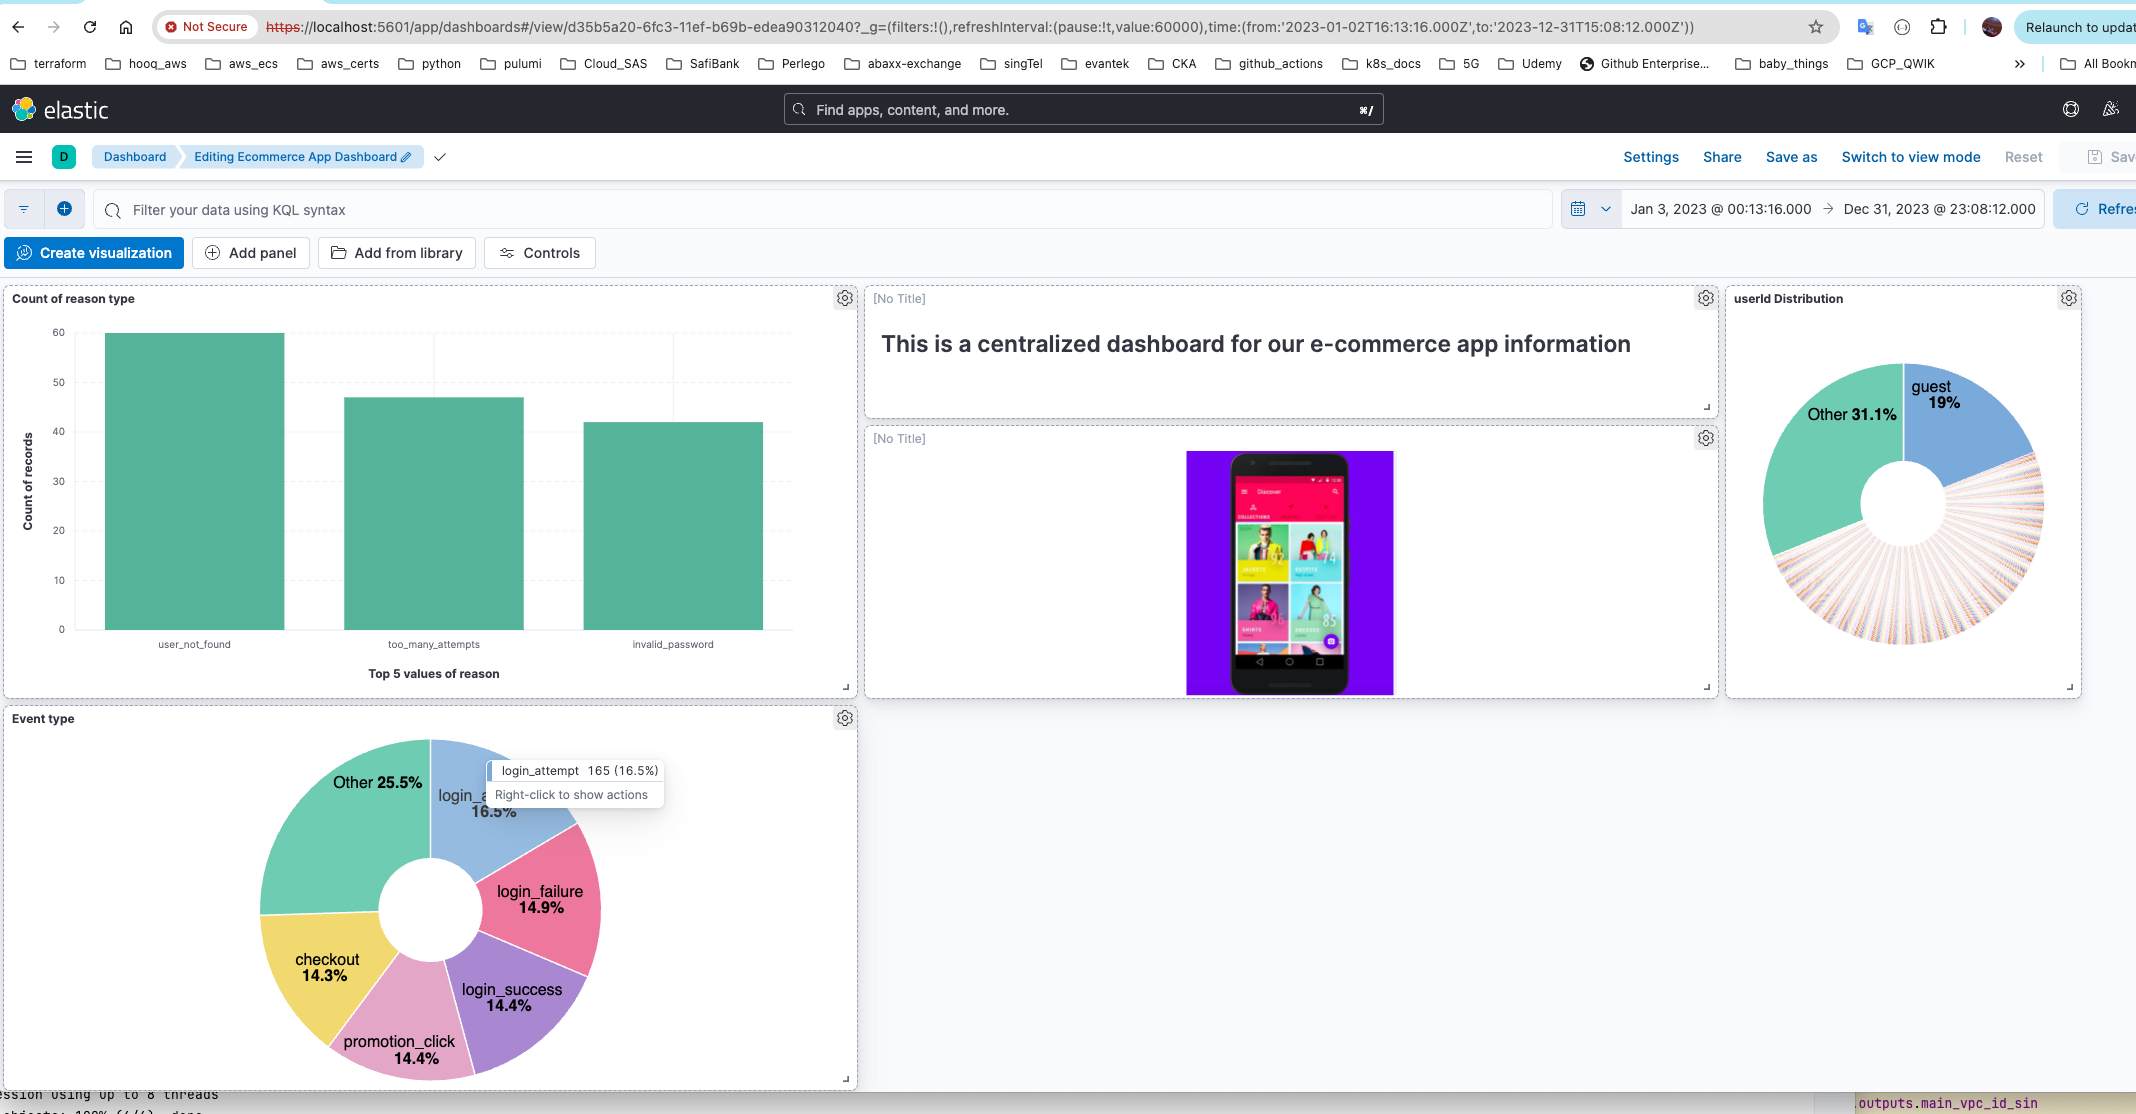 Not Secure https://localhost:5601/app/dashboards#/view/d35b5a20-6fc3-11ef-b69b-edea90312040?_g=(filters:!(),refreshInterval:(pause:!t,value:60000),time:(from:'2023-01-02T16:13:16.000Z',to:'2023-12-31T15:08:12.000Z')) Relaunch to updat
terraform hooq_aws aws_ecs aws_certs python pulumi Cloud_SAS SafiBank Perlego abaxx-exchange singTel evantek CKA github_actions k8s_docs 5G Udemy Github Enterprise... baby_things GCP_QWIK » All Bookm
elastic Find apps, content, and more. ⌘/
D Dashboard Editing Ecommerce App Dashboard Settings Share Save as Switch to view mode Reset Sav
Filter your data using KQL syntax Jan 3, 2023 @ 00:13:16.000 → Dec 31, 2023 @ 23:08:12.000 Refre
Create visualization Add panel Add from library Controls
Count of reason type
60
50
40
30
20
10
0
Count of records
user_not_found too_many_attempts invalid_password
Top 5 values of reason
[No Title]
This is a centralized dashboard for our e-commerce app information
[No Title]
Discover
COLLECTIONS
92 74
JACKETS OUTFITS
96 85
SHIRTS DRESSES
userId Distribution
guest
19%
Other 31.1%
Event type
Other 25.5%
login_a
16.5%
login_attempt 165 (16.5%)
Right-click to show actions
login_failure
14.9%
login_success
14.4%
promotion_click
14.4%
checkout
14.3%
ession using up to 8 threads
outputs.main_vpc_id_sin